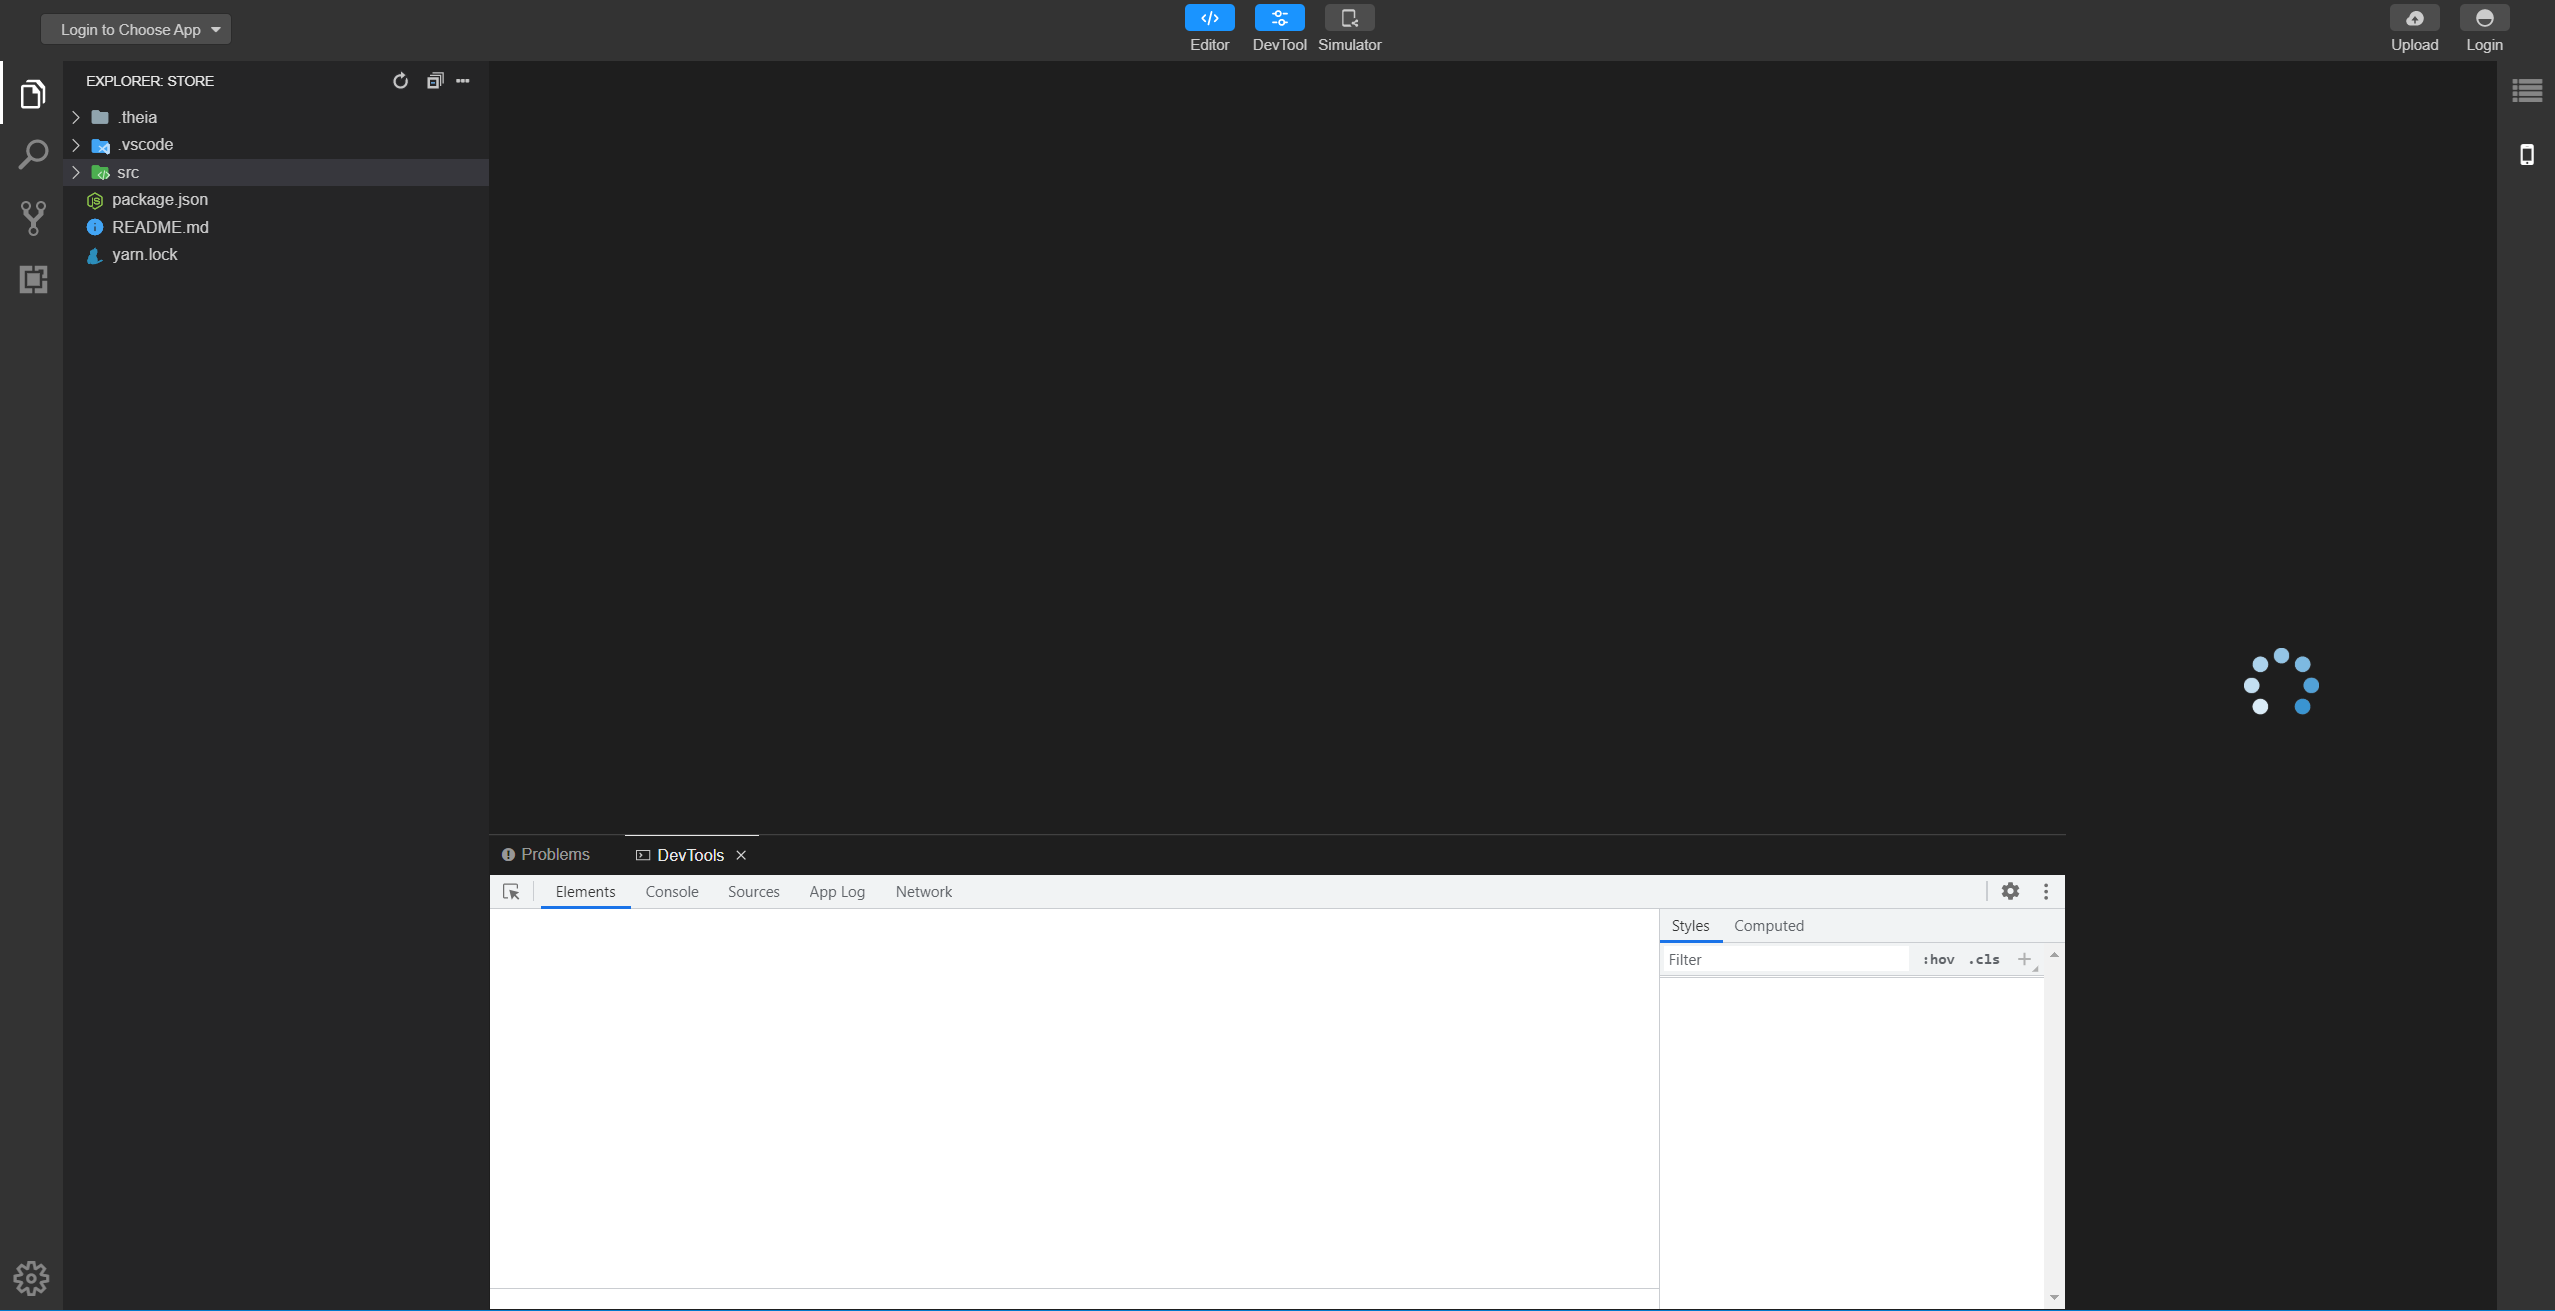 Login to Choose App
Editor DevTool Simulator
Upload Login
EXPLORER: STORE
.theia
.vscode
src
package.json
README.md
yarn.lock
Problems DevTools
Elements Console Sources App Log Network
Styles Computed
Filter :hov .cls